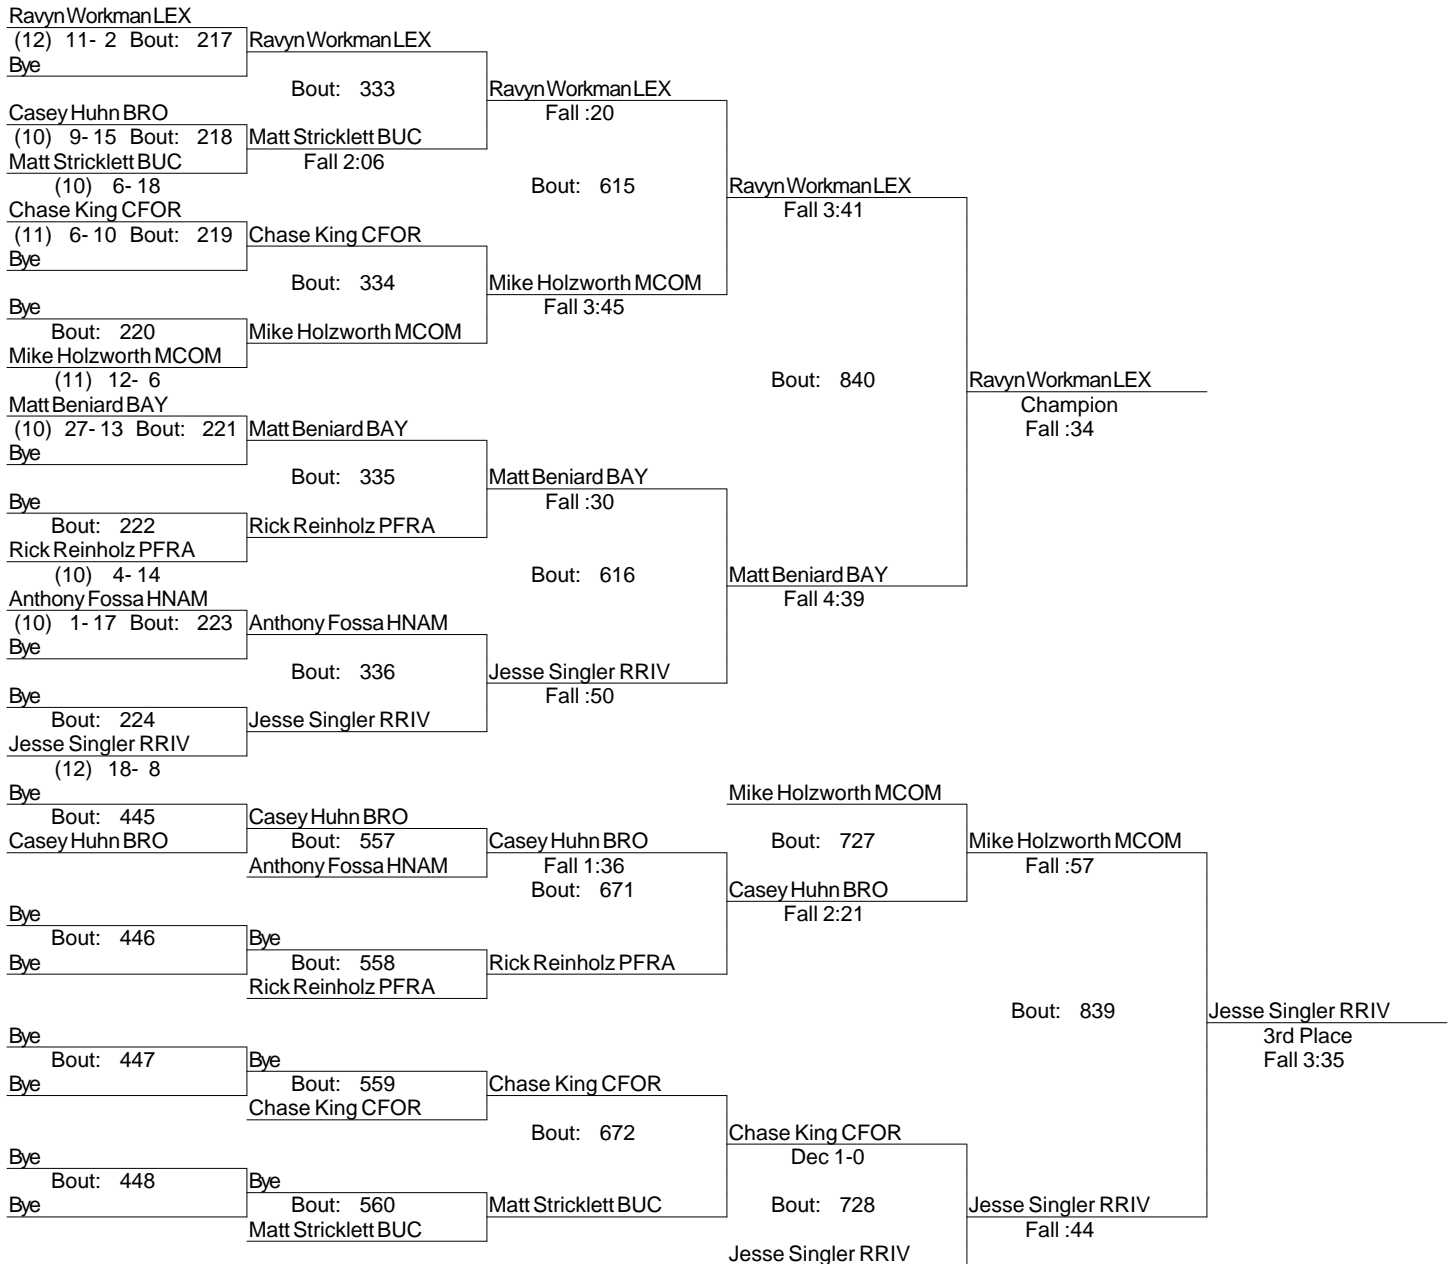 Ravyn Workman LEX
(12) 11- 2 Bout: 217 Ravyn Workman LEX
Bye
Bout: 333 Ravyn Workman LEX
Casey Huhn BRO Fall :20
(10) 9- 15 Bout: 218 Matt Stricklett BUC
Matt Stricklett BUC Fall 2:06
(10) 6- 18 Bout: 615 Ravyn Workman LEX
Chase King CFOR Fall 3:41
(11) 6- 10 Bout: 219 Chase King CFOR
Bye
Bout: 334 Mike Holzworth MCOM
Bye Fall 3:45
Bout: 220 Mike Holzworth MCOM
Mike Holzworth MCOM
(11) 12- 6 Bout: 840 Ravyn Workman LEX
Matt Beniard BAY Champion
(10) 27- 13 Bout: 221 Matt Beniard BAY Fall :34
Bye
Bout: 335 Matt Beniard BAY
Bye Fall :30
Bout: 222 Rick Reinholz PFRA
Rick Reinholz PFRA
(10) 4- 14 Bout: 616 Matt Beniard BAY
Anthony Fossa HNAM Fall 4:39
(10) 1- 17 Bout: 223 Anthony Fossa HNAM
Bye
Bout: 336 Jesse Singler RRIV
Bye Fall :50
Bout: 224 Jesse Singler RRIV
Jesse Singler RRIV
(12) 18- 8
Bye Mike Holzworth MCOM
Bout: 445 Casey Huhn BRO
Casey Huhn BRO Bout: 557 Casey Huhn BRO Bout: 727 Mike Holzworth MCOM
Anthony Fossa HNAM Fall 1:36 Fall :57
Bout: 671 Casey Huhn BRO
Bye Fall 2:21
Bout: 446 Bye
Bye Bout: 558 Rick Reinholz PFRA
Rick Reinholz PFRA
Bout: 839 Jesse Singler RRIV
Bye 3rd Place
Bout: 447 Bye Fall 3:35
Bye Bout: 559 Chase King CFOR
Chase King CFOR
Bout: 672 Chase King CFOR
Bye Dec 1-0
Bout: 448 Bye
Bye Bout: 560 Matt Stricklett BUC Bout: 728 Jesse Singler RRIV
Matt Stricklett BUC Fall :44
Jesse Singler RRIV